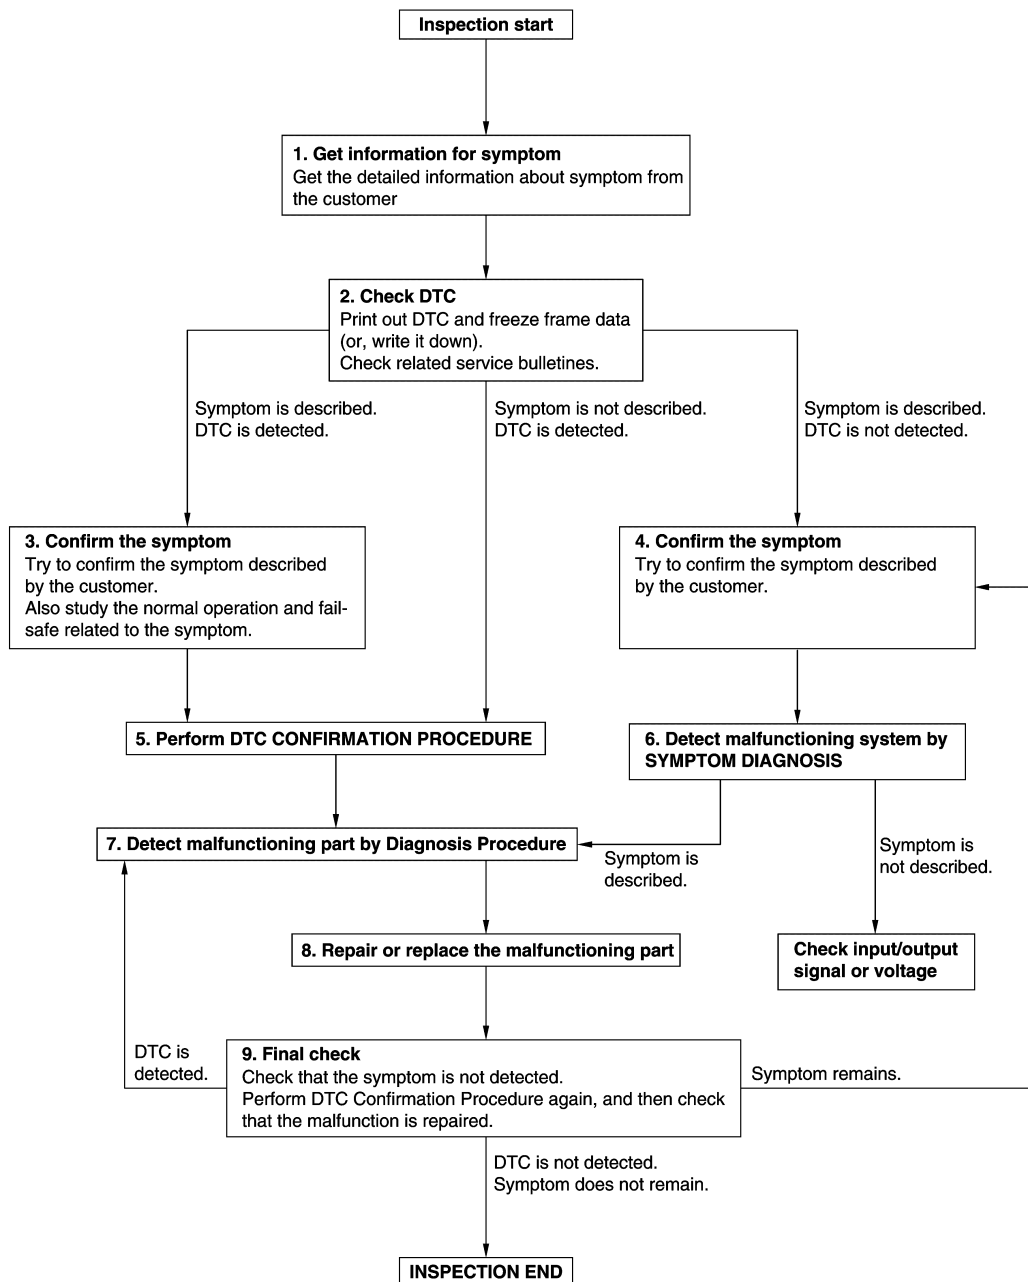 Inspection start
1. Get information for symptom
Get the detailed information about symptom from
the customer
2. Check DTC
Print out DTC and freeze frame data
(or, write it down).
Check related service bulletines.
Symptom is described.
DTC is detected.
Symptom is not described.
DTC is detected.
Symptom is described.
DTC is not detected.
3. Confirm the symptom
Try to confirm the symptom described
by the customer.
Also study the normal operation and fail-
safe related to the symptom.
4. Confirm the symptom
Try to confirm the symptom described
by the customer.
5. Perform DTC CONFIRMATION PROCEDURE
6. Detect malfunctioning system by
SYMPTOM DIAGNOSIS
7. Detect malfunctioning part by Diagnosis Procedure
Symptom is
described.
Symptom is
not described.
8. Repair or replace the malfunctioning part
Check input/output
signal or voltage
DTC is
detected.
9. Final check
Check that the symptom is not detected.
Perform DTC Confirmation Procedure again, and then check
that the malfunction is repaired.
Symptom remains.
DTC is not detected.
Symptom does not remain.
INSPECTION END